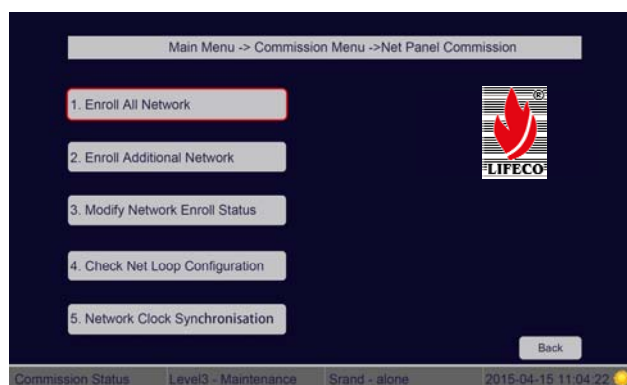 Main Menu -> Commission Menu ->Net Panel Commission
1. Enroll All Network
®
LIFECO
2. Enroll Additional Network
3. Modify Network Enroll Status
4. Check Net Loop Configuration
5. Network Clock Synchronisation
Back
Commission Status Level3 - Maintenance Srand - alone 2015-04-15 11:04:22